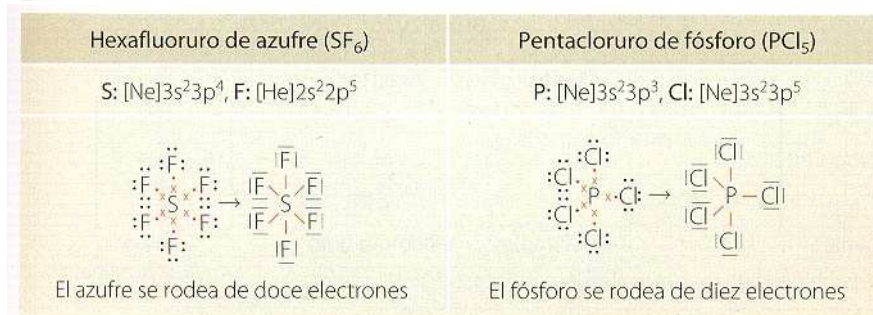 Hexafluoruro de azufre (SF₆)
Pentacloruro de fósforo (PCl₅)
S: [Ne]3s²3p⁴, F: [He]2s²2p⁵
P: [Ne]3s²3p³, Cl: [Ne]3s²3p⁵
F
F F
S
F F
F
→
F
F F
S
F F
F
Cl
Cl
P Cl
Cl
Cl
→
Cl
Cl
P Cl
Cl
Cl
El azufre se rodea de doce electrones
El fósforo se rodea de diez electrones